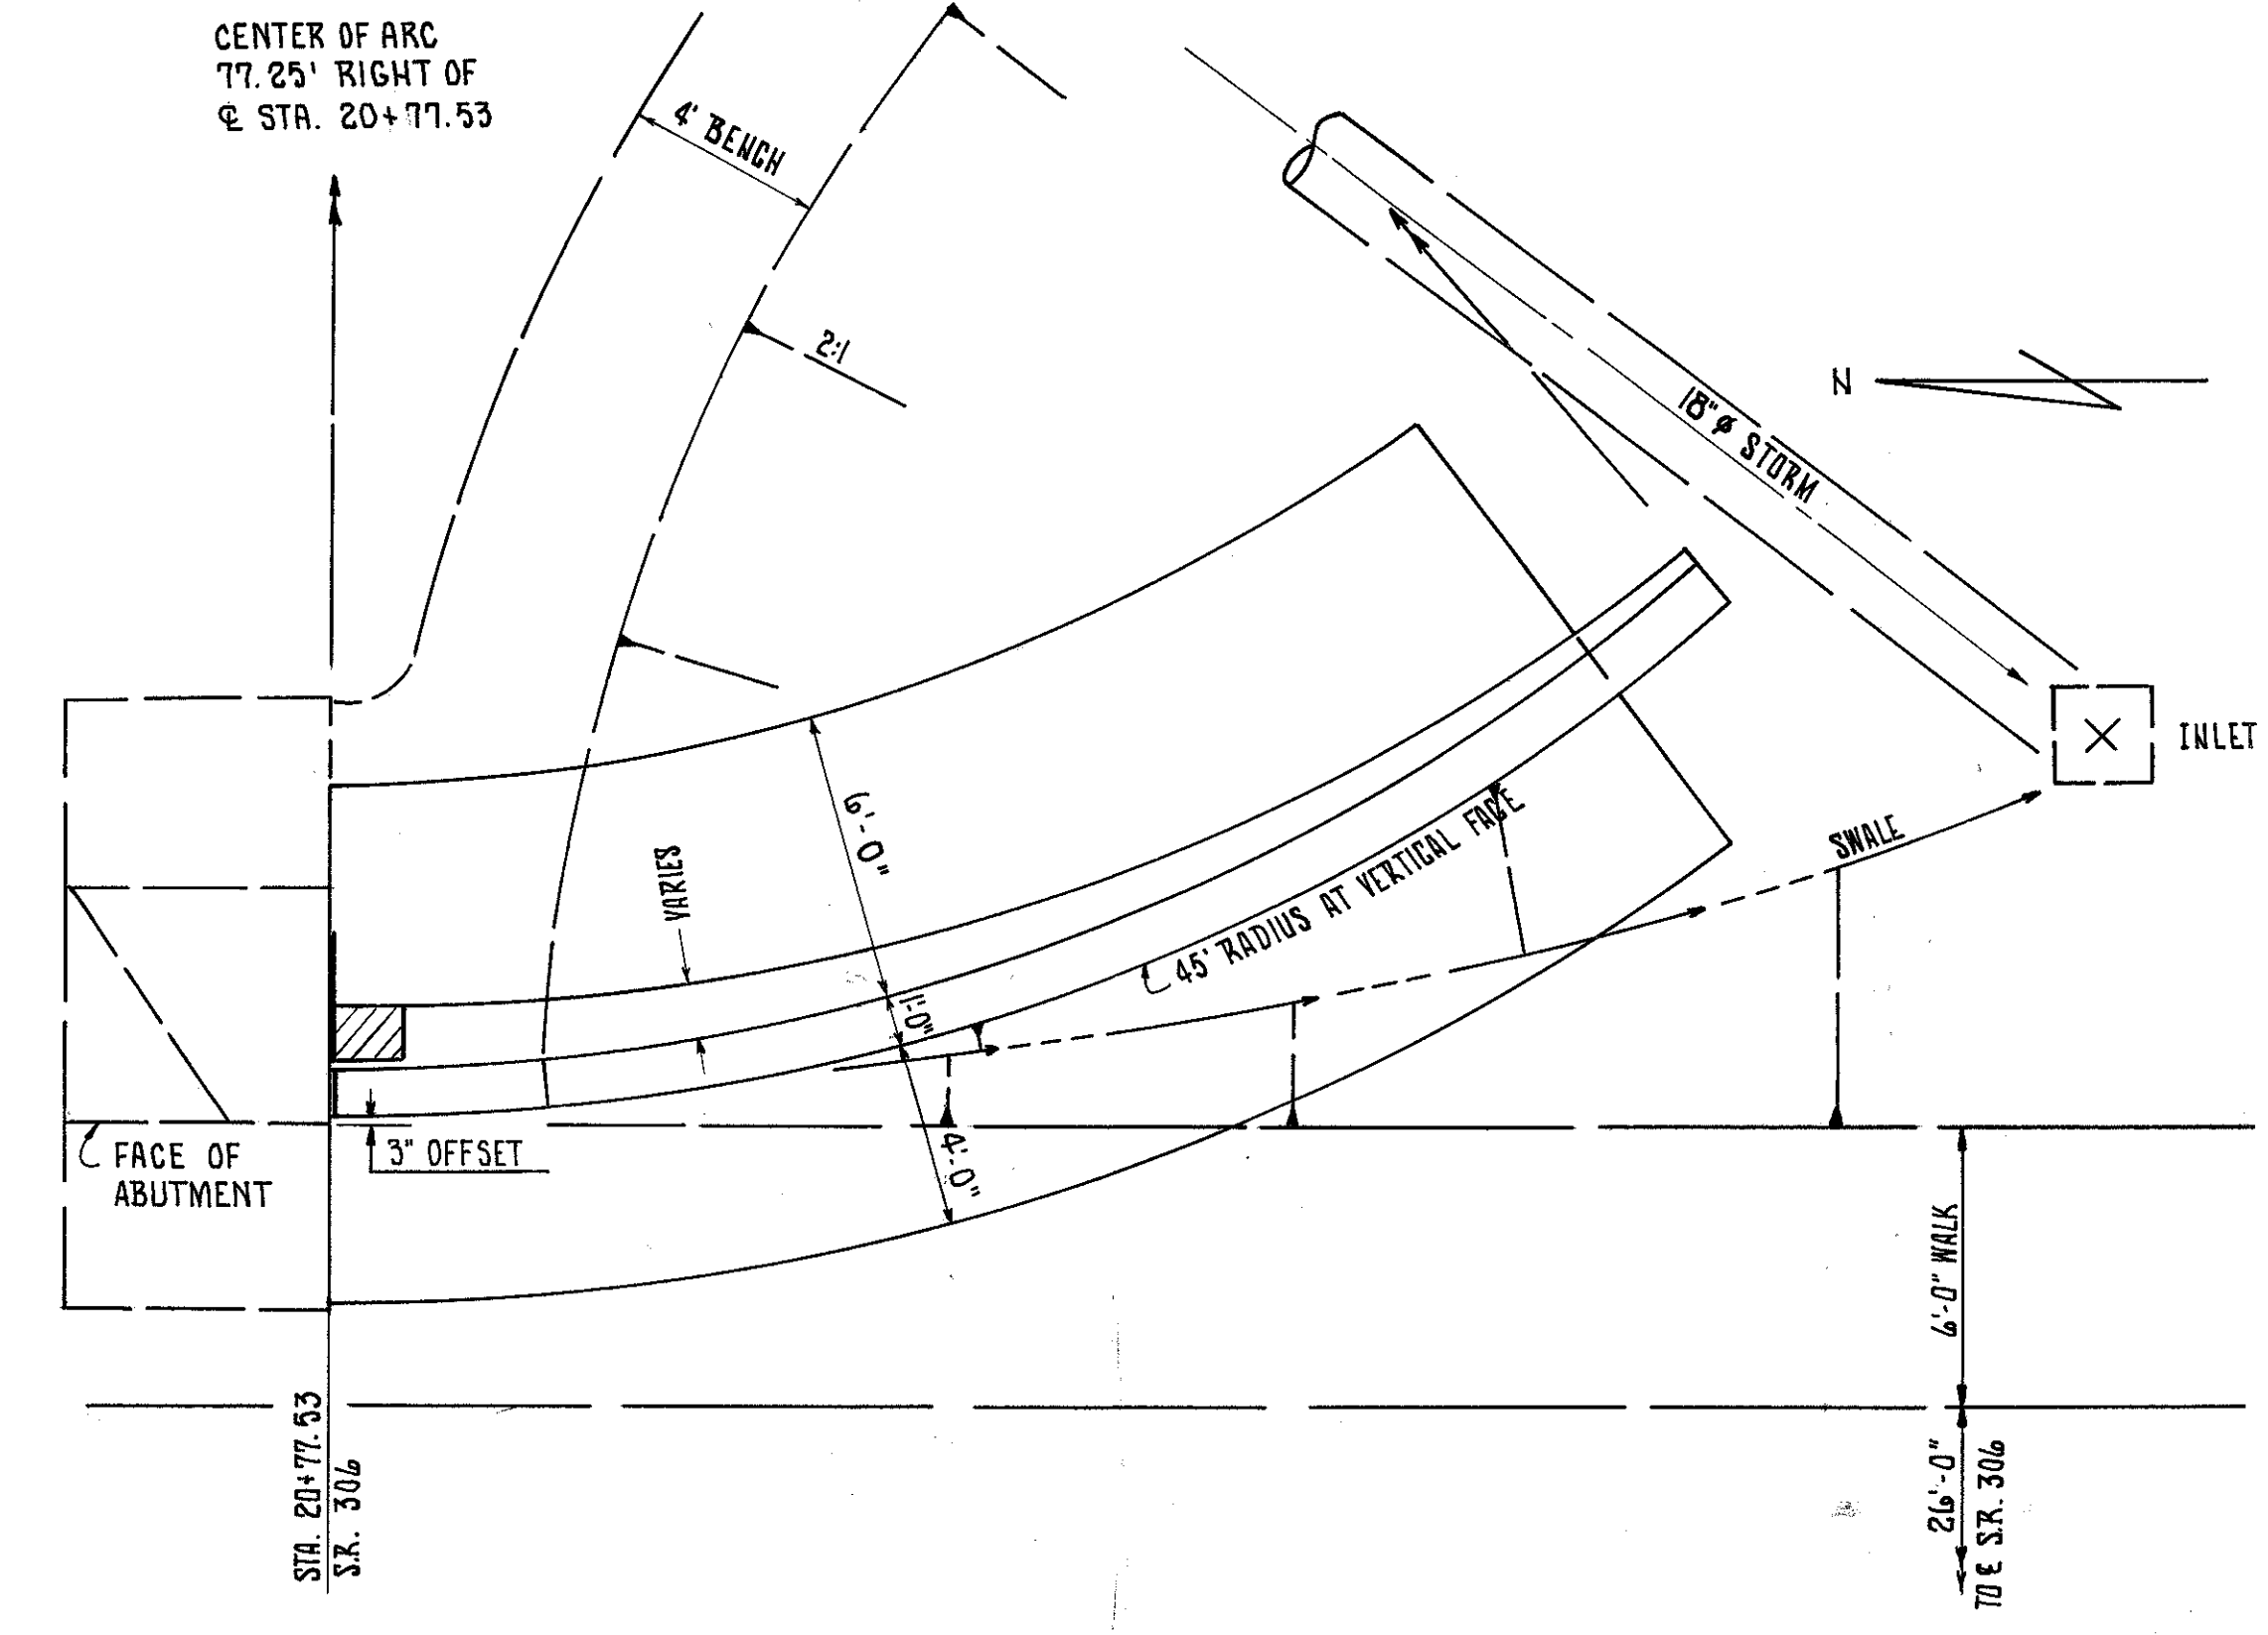 CENTER OF ARC
77.25' RIGHT OF
℄ STA. 20+77.53
4' BENCH
2:1
N
18"⌀ STORM
INLET
SWALE
6'-0"
VARIES
1'-0"
45' RADIUS AT VERTICAL FACE
4'-0"
3" OFFSET
FACE OF
ABUTMENT
STA. 20+77.53
S.R. 306
6'-0" WALK
26'-0"
TO ℄ S.R. 306